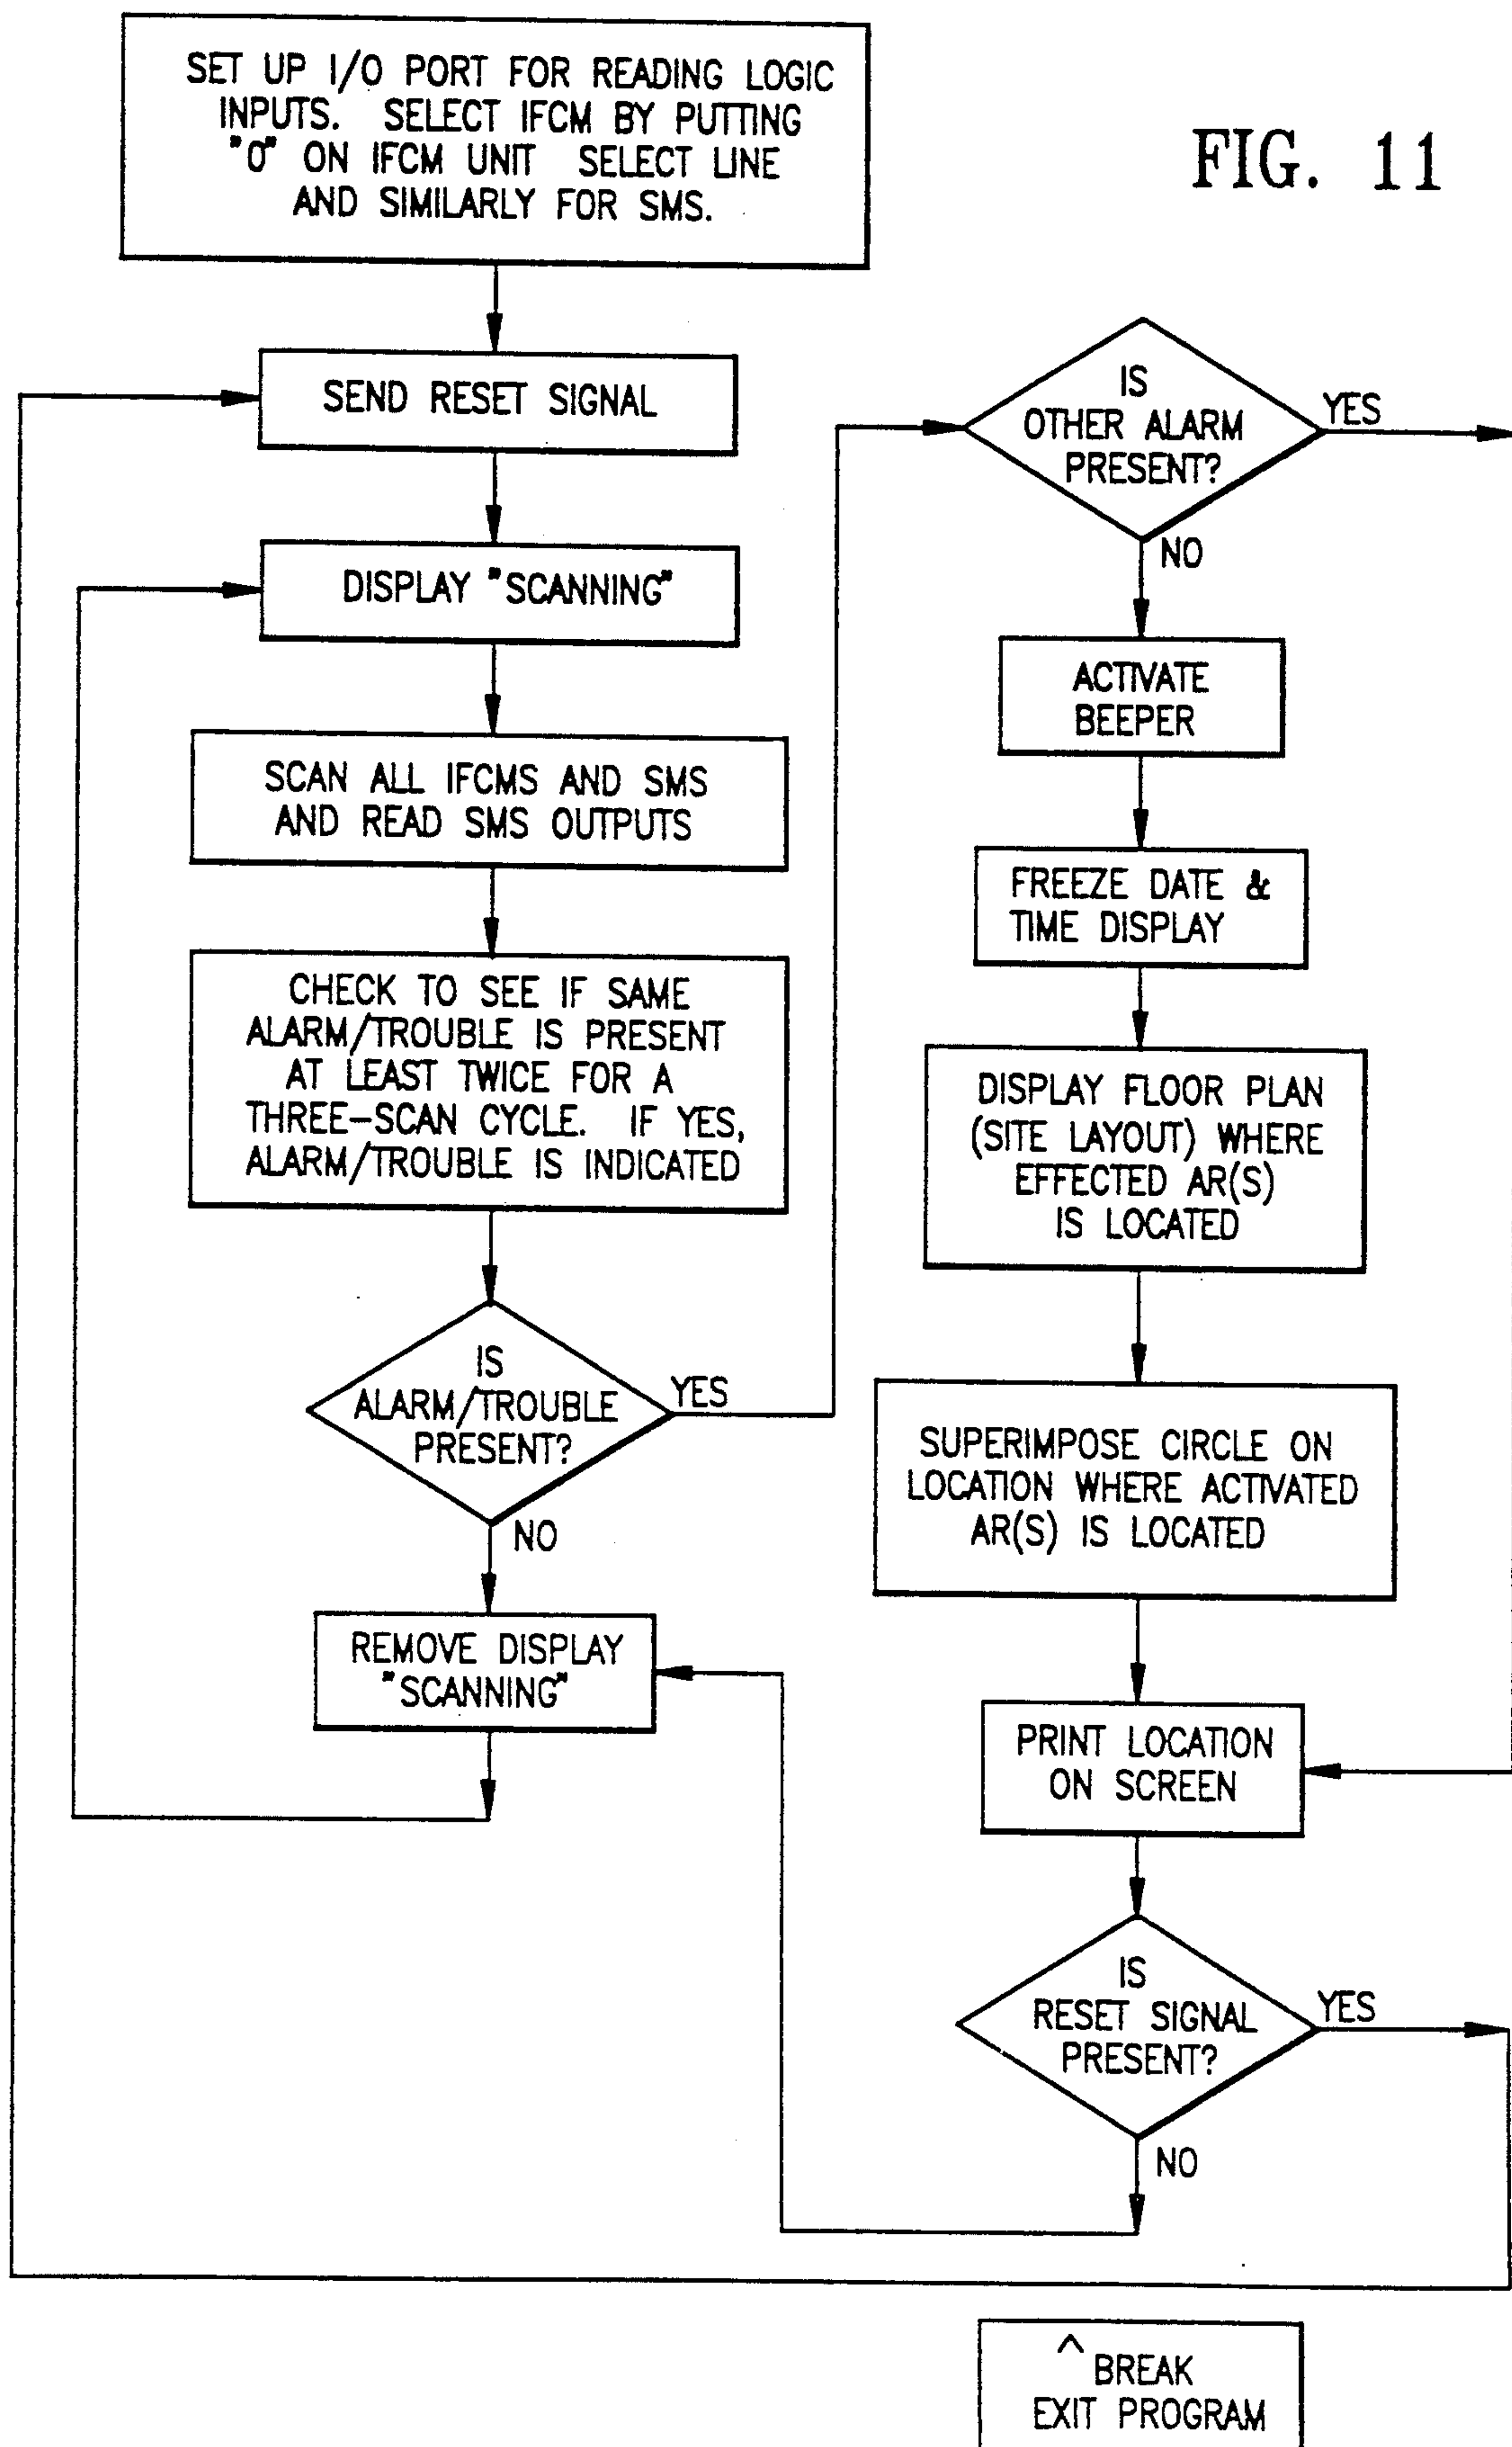 FIG. 11
SET UP I/O PORT FOR READING LOGIC
INPUTS. SELECT IFCM BY PUTTING
"0" ON IFCM UNIT SELECT LINE
AND SIMILARLY FOR SMS.
SEND RESET SIGNAL
DISPLAY "SCANNING"
SCAN ALL IFCMS AND SMS
AND READ SMS OUTPUTS
CHECK TO SEE IF SAME
ALARM/TROUBLE IS PRESENT
AT LEAST TWICE FOR A
THREE-SCAN CYCLE. IF YES,
ALARM/TROUBLE IS INDICATED
IS
ALARM/TROUBLE
PRESENT?
YES
NO
REMOVE DISPLAY
"SCANNING"
IS
OTHER ALARM
PRESENT?
YES
NO
ACTIVATE
BEEPER
FREEZE DATE &
TIME DISPLAY
DISPLAY FLOOR PLAN
(SITE LAYOUT) WHERE
EFFECTED AR(S)
IS LOCATED
SUPERIMPOSE CIRCLE ON
LOCATION WHERE ACTIVATED
AR(S) IS LOCATED
PRINT LOCATION
ON SCREEN
IS
RESET SIGNAL
PRESENT?
YES
NO
^ BREAK
EXIT PROGRAM